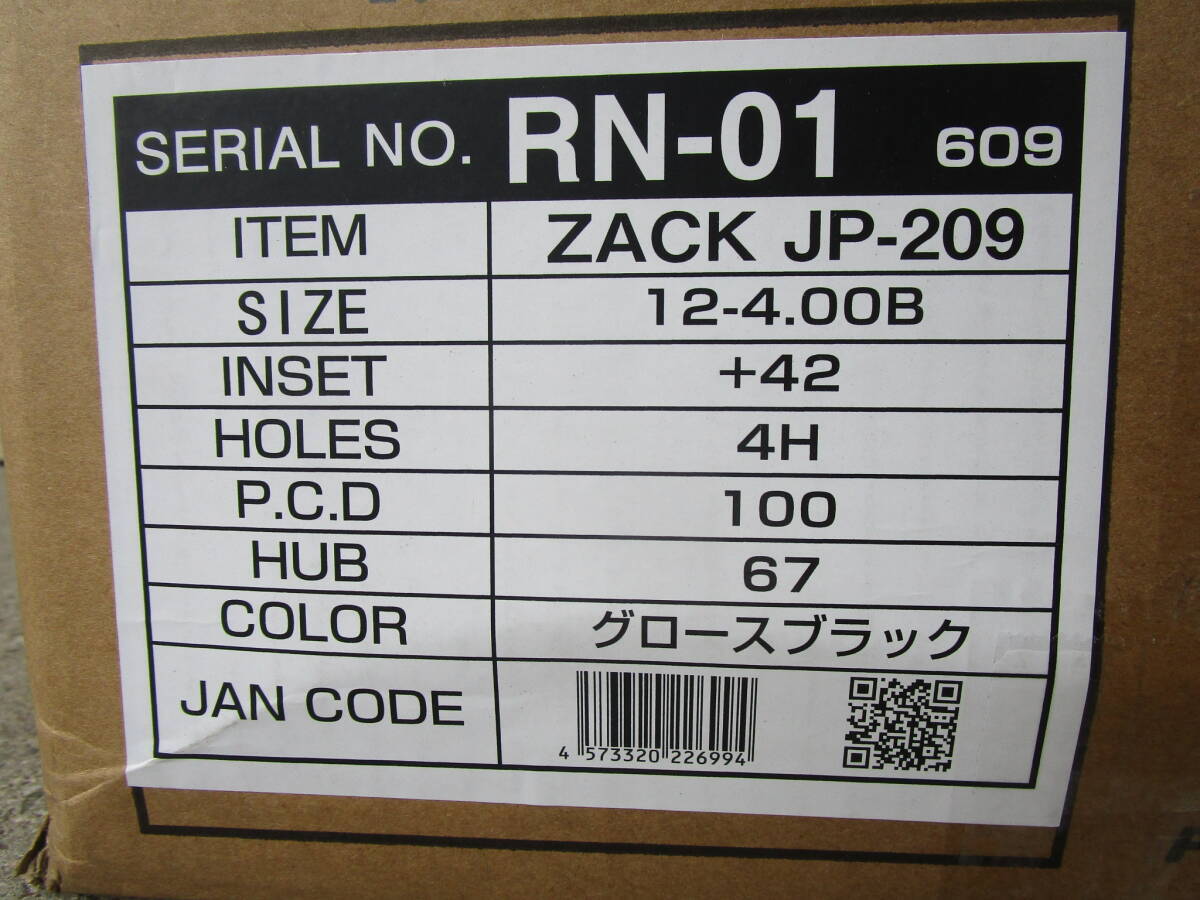 SERIAL NO. RN-01 609
ITEM ZACK JP-209
SIZE 12-4.00B
INSET +42
HOLES 4H
P.C.D 100
HUB 67
COLOR グロースブラック
JAN CODE
4 573320 226994